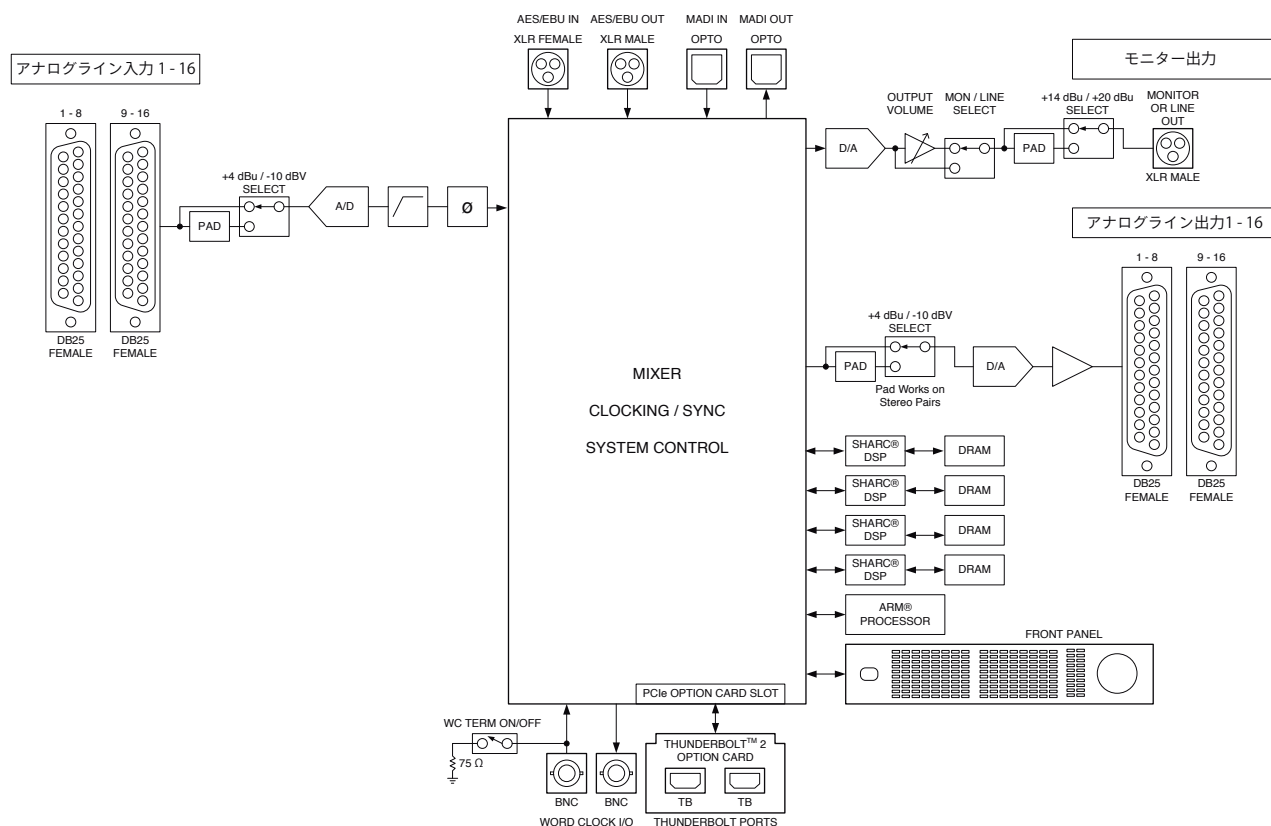 AES/EBU IN
XLR FEMALE
AES/EBU OUT
XLR MALE
MADI IN
OPTO
MADI OUT
OPTO
アナログライン入力 1 - 16
1 - 8
9 - 16
DB25
FEMALE
DB25
FEMALE
+4 dBu / -10 dBV
SELECT
PAD
A/D
Ø
モニター出力
D/A
OUTPUT
VOLUME
MON / LINE
SELECT
PAD
+14 dBu / +20 dBu
SELECT
MONITOR
OR LINE
OUT
XLR MALE
アナログライン出力1 - 16
1 - 8
9 - 16
DB25
FEMALE
DB25
FEMALE
+4 dBu / -10 dBV
SELECT
PAD
Pad Works on
Stereo Pairs
D/A
MIXER
CLOCKING / SYNC
SYSTEM CONTROL
SHARC®
DSP
DRAM
SHARC®
DSP
DRAM
SHARC®
DSP
DRAM
SHARC®
DSP
DRAM
ARM®
PROCESSOR
FRONT PANEL
PCIe OPTION CARD SLOT
WC TERM ON/OFF
75 Ω
BNC
BNC
WORD CLOCK I/O
THUNDERBOLT™ 2
OPTION CARD
TB
TB
THUNDERBOLT PORTS